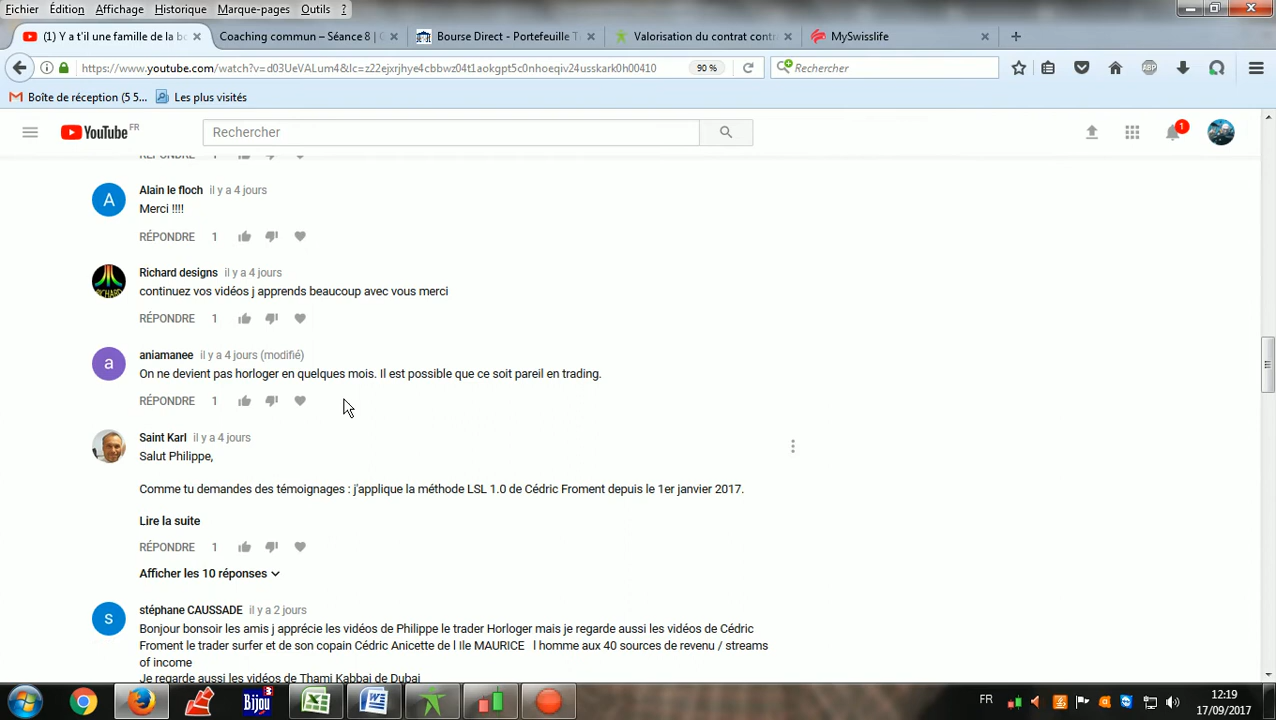 Fichier Édition Affichage Historique Marque-pages Outils ?
(1) Y a t'il une famille de la bo
Coaching commun – Séance 8 | C
Bourse Direct - Portefeuille T
Valorisation du contrat cont
MySwisslife
https://www.youtube.com/watch?v=d03UeVALum4&lc=z22ejxrjhye4cbbwz04t1aokgpt5c0nhoeqiv24usskark0h00410
90 %
Rechercher
ABP
Boîte de réception (5 5...
Les plus visités
YouTube FR
Rechercher
1
RÉPONDRE 1
Alain le floch il y a 4 jours
Merci !!!!
RÉPONDRE 1
Richard designs il y a 4 jours
continuez vos vidéos j apprends beaucoup avec vous merci
RÉPONDRE 1
aniamanee il y a 4 jours (modifié)
On ne devient pas horloger en quelques mois. Il est possible que ce soit pareil en trading.
RÉPONDRE 1
Saint Karl il y a 4 jours
Salut Philippe,
Comme tu demandes des témoignages : j'applique la méthode LSL 1.0 de Cédric Froment depuis le 1er janvier 2017.
Lire la suite
RÉPONDRE 1
Afficher les 10 réponses
stéphane CAUSSADE il y a 2 jours
Bonjour bonsoir les amis j apprécie les vidéos de Philippe le trader Horloger mais je regarde aussi les vidéos de Cédric
Froment le trader surfer et de son copain Cédric Anicette de l Ile MAURICE l homme aux 40 sources de revenu / streams
of income
Je regarde aussi les vidéos de Thami Kabbai de Dubai
A
RICHARD
a
s
Bijou 3
FR
12:19
17/09/2017